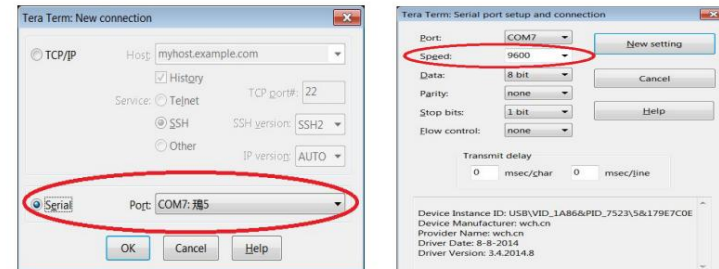 Tera Term: New connection
TCP/IP
Host: myhost.example.com
History
Service: Telnet
TCP port#: 22
SSH
SSH version: SSH2
Other
IP version: AUTO
Serial
Port: COM7:
OK
Cancel
Help
Tera Term: Serial port setup and connection
Port: COM7
New setting
Speed: 9600
Data: 8 bit
Cancel
Parity: none
Stop bits: 1 bit
Help
Flow control: none
Transmit delay
0 msec/char 0 msec/line
Device Instance ID: USB\VID_1A86&PID_7523\5&179E7C0E
Device Manufacturer: wch.cn
Provider Name: wch.cn
Driver Date: 8-8-2014
Driver Version: 3.4.2014.8